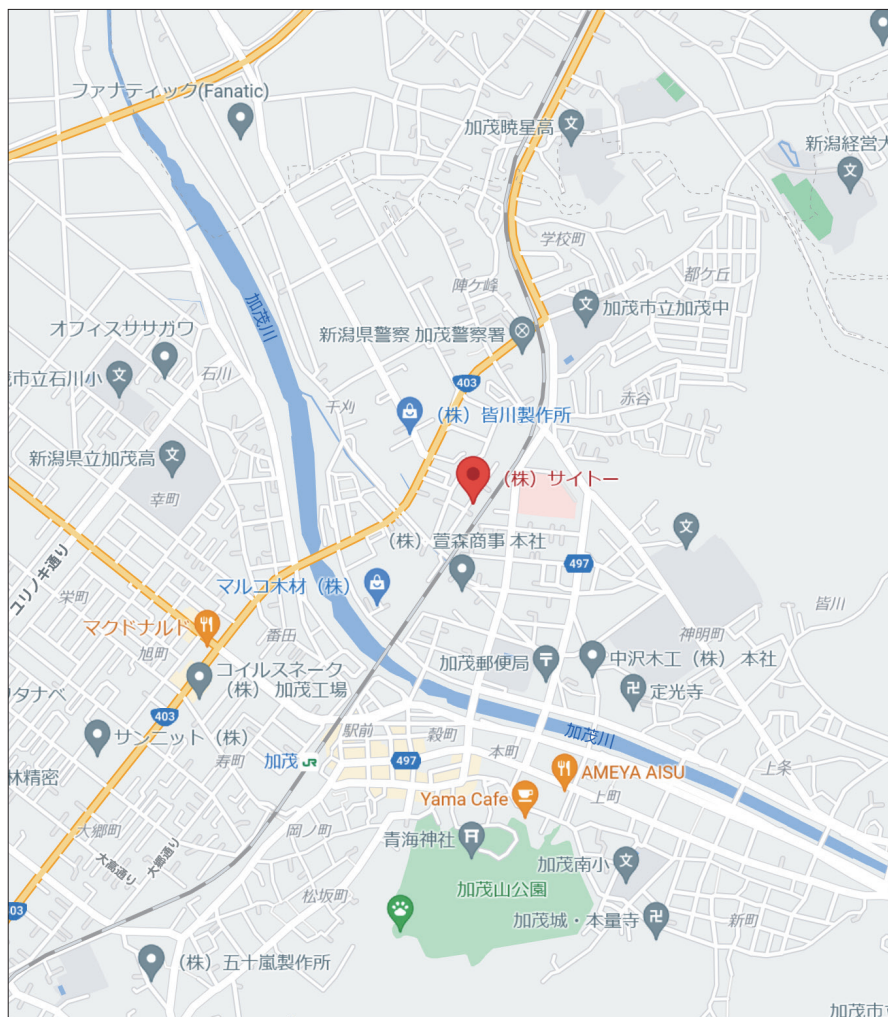 ファナティック(Fanatic)
加茂暁星高
新潟経営大
学校町
都ケ丘
陣ケ峰
加茂川
加茂市立加茂中
新潟県警察 加茂警察署
オフィスササガワ
403
石川
茂市立石川小
赤谷
千刈
（株）皆川製作所
新潟県立加茂高
（株）サイトー
幸町
（株）萱森商事 本社
ユリノキ通り
497
マルコ木材（株）
栄町
皆川
マクドナルド
神明町
番田
旭町
加茂郵便局
中沢木工（株）本社
コイルスネーク
（株）加茂工場
定光寺
タナベ
403
駅前
穀町
加茂川
サンニット（株）
本町
寿町
加茂
JR
497
上条
林精密
AMEYA AISU
Yama Cafe
上町
大郷町
岡ノ町
青海神社
大高通り
大郷通り
加茂南小
加茂山公園
松坂町
03
加茂城・本量寺
新町
（株）五十嵐製作所
加茂市立